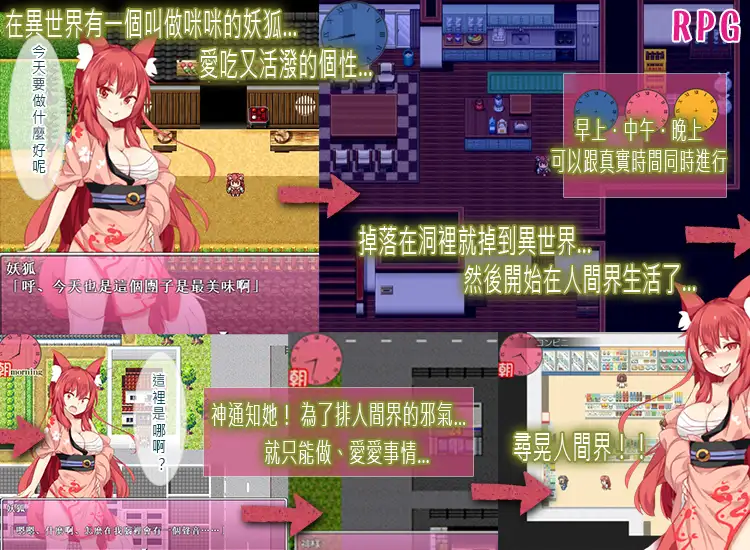 在異世界有一個叫做咪咪的妖狐...
愛吃又活潑的個性...
今天要做什麼好呢
妖狐
「呼、今天也是這個團子是最美味啊」
RPG
早上·中午·晚上
可以跟真實時間同時進行
掉落在洞裡就掉到異世界...
然後開始在人間界生活了...
朝
morning
這裡是哪啊？
妖狐
神通知她！為了排人間界的邪氣...
就只能做、愛愛事情...
朝
朝
コンビニ
尋晃人間界！！